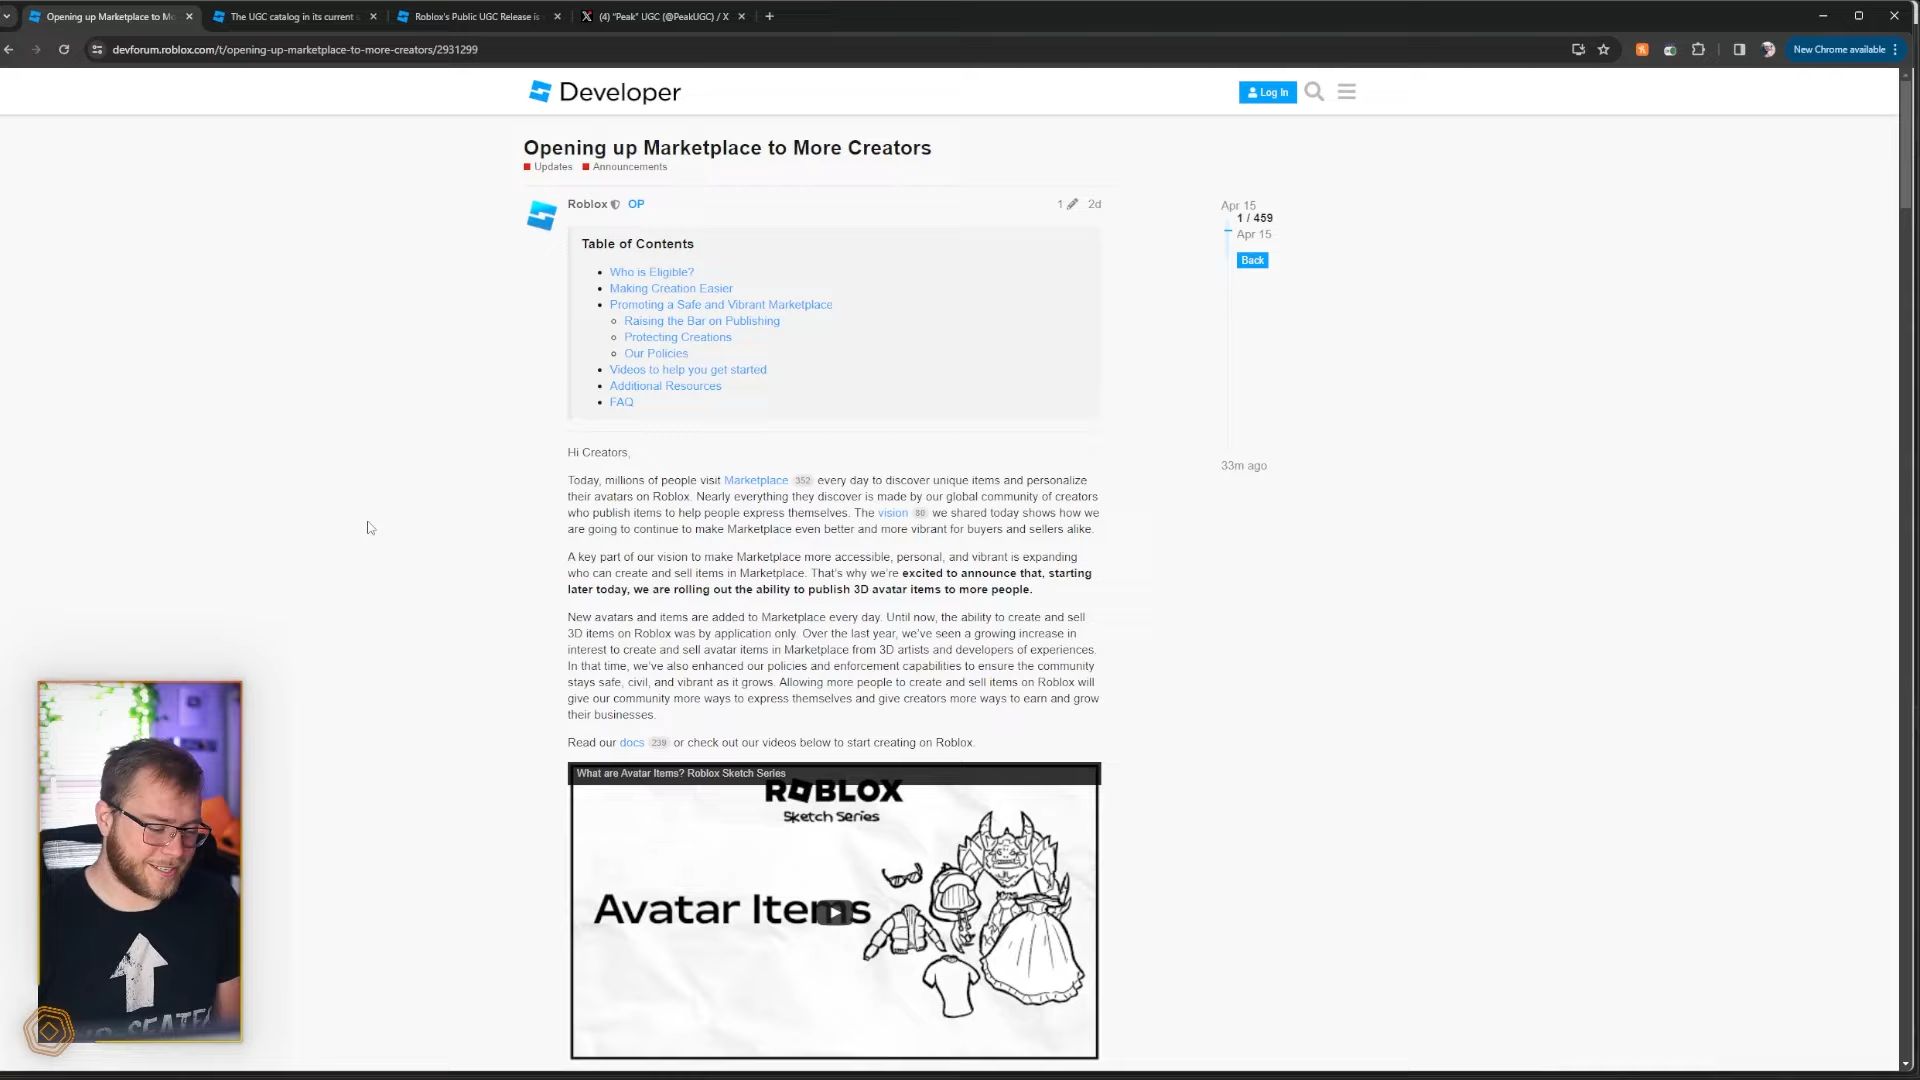 Opening up Marketplace to Mo
The UGC catalog in its current s
Roblox's Public UGC Release is
(4) "Peak" UGC (@PeakUGC) / X
devforum.roblox.com/t/opening-up-marketplace-to-more-creators/2931299
New Chrome available
Developer
Log In
Opening up Marketplace to More Creators
Updates Announcements
Roblox OP
1 2d
Table of Contents
Who is Eligible?
Making Creation Easier
Promoting a Safe and Vibrant Marketplace
Raising the Bar on Publishing
Protecting Creations
Our Policies
Videos to help you get started
Additional Resources
FAQ
Apr 15
1 / 459
Apr 15
Back
33m ago
Hi Creators,
Today, millions of people visit Marketplace 352 every day to discover unique items and personalize
their avatars on Roblox. Nearly everything they discover is made by our global community of creators
who publish items to help people express themselves. The vision 80 we shared today shows how we
are going to continue to make Marketplace even better and more vibrant for buyers and sellers alike.
A key part of our vision to make Marketplace more accessible, personal, and vibrant is expanding
who can create and sell items in Marketplace. That's why we're excited to announce that, starting
later today, we are rolling out the ability to publish 3D avatar items to more people.
New avatars and items are added to Marketplace every day. Until now, the ability to create and sell
3D items on Roblox was by application only. Over the last year, we've seen a growing increase in
interest to create and sell avatar items in Marketplace from 3D artists and developers of experiences.
In that time, we've also enhanced our policies and enforcement capabilities to ensure the community
stays safe, civil, and vibrant as it grows. Allowing more people to create and sell items on Roblox will
give our community more ways to express themselves and give creators more ways to earn and grow
their businesses.
Read our docs 239 or check out our videos below to start creating on Roblox.
What are Avatar Items? Roblox Sketch Series
ROBLOX
Sketch Series
Avatar Items